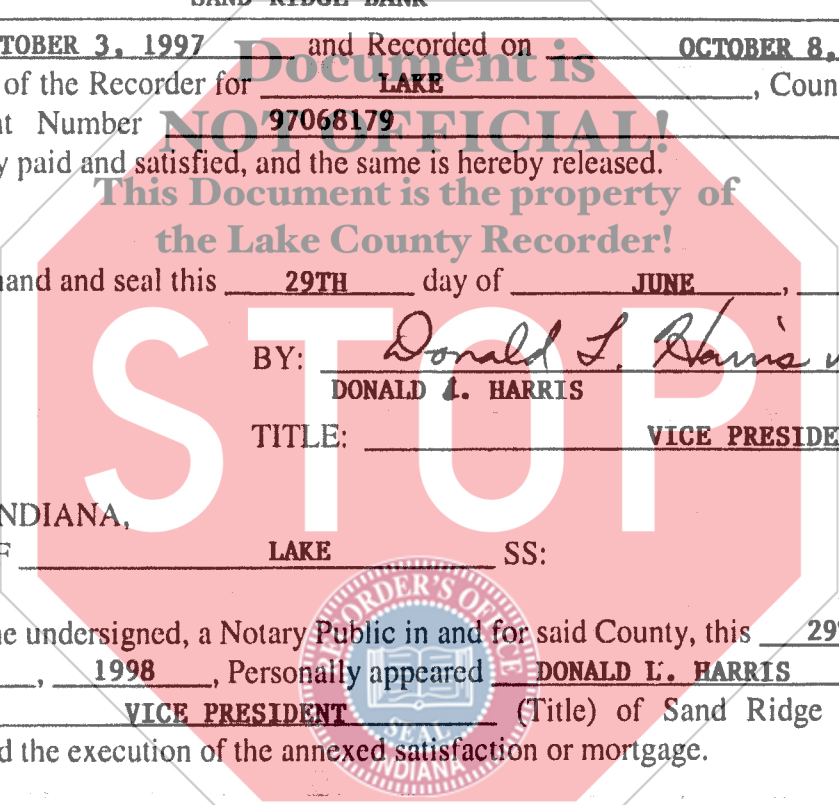 SAND RIDGE BANK
TOBER 3, 1997 and Recorded on OCTOBER 8,
of the Recorder for LAKE , Coun
Document is
nt Number 97068179
NOT OFFICIAL!
y paid and satisfied, and the same is hereby released.
This Document is the property of
the Lake County Recorder!
hand and seal this 29TH day of JUNE ,
STOP
BY: Donald L. Harris
DONALD L. HARRIS
TITLE: VICE PRESIDE
NDIANA,
F LAKE SS:
RECORDER'S OFFICE
ne undersigned, a Notary Public in and for said County, this 29
, 1998 , Personally appeared DONALD L. HARRIS
VICE PRESIDENT (Title) of Sand Ridge
SEAL
d the execution of the annexed satisfaction or mortgage.
INDIANA